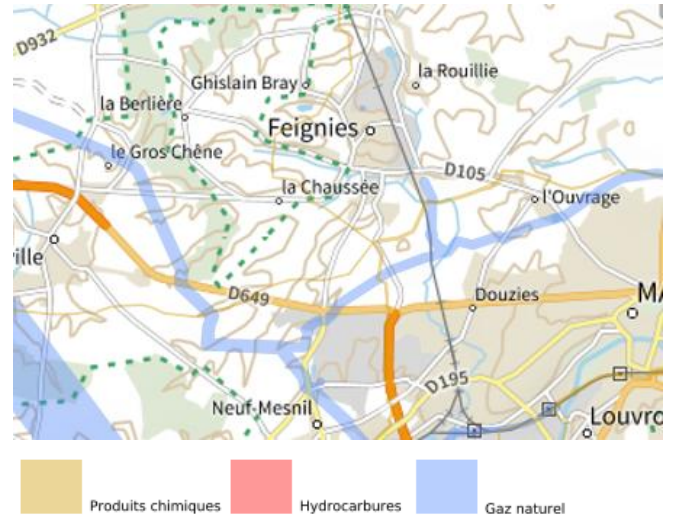 D932
Ghislain Bray
la Rouillie
la Berlière
Feignies
le Gros Chêne
D105
la Chaussée
l'Ouvrage
ville
D649
Douzies
MA
D195
Neuf-Mesnil
Louvro
Produits chimiques
Hydrocarbures
Gaz naturel